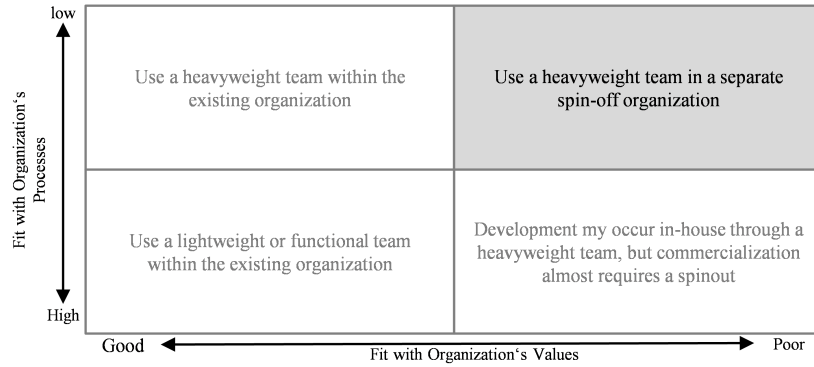 low
Use a heavyweight team within the
existing organization
Use a heavyweight team in a separate
spin-off organization
Fit with Organization‘s
Processes
Use a lightweight or functional team
within the existing organization
Development my occur in-house through a
heavyweight team, but commercialization
almost requires a spinout
High
Good
Fit with Organization‘s Values
Poor